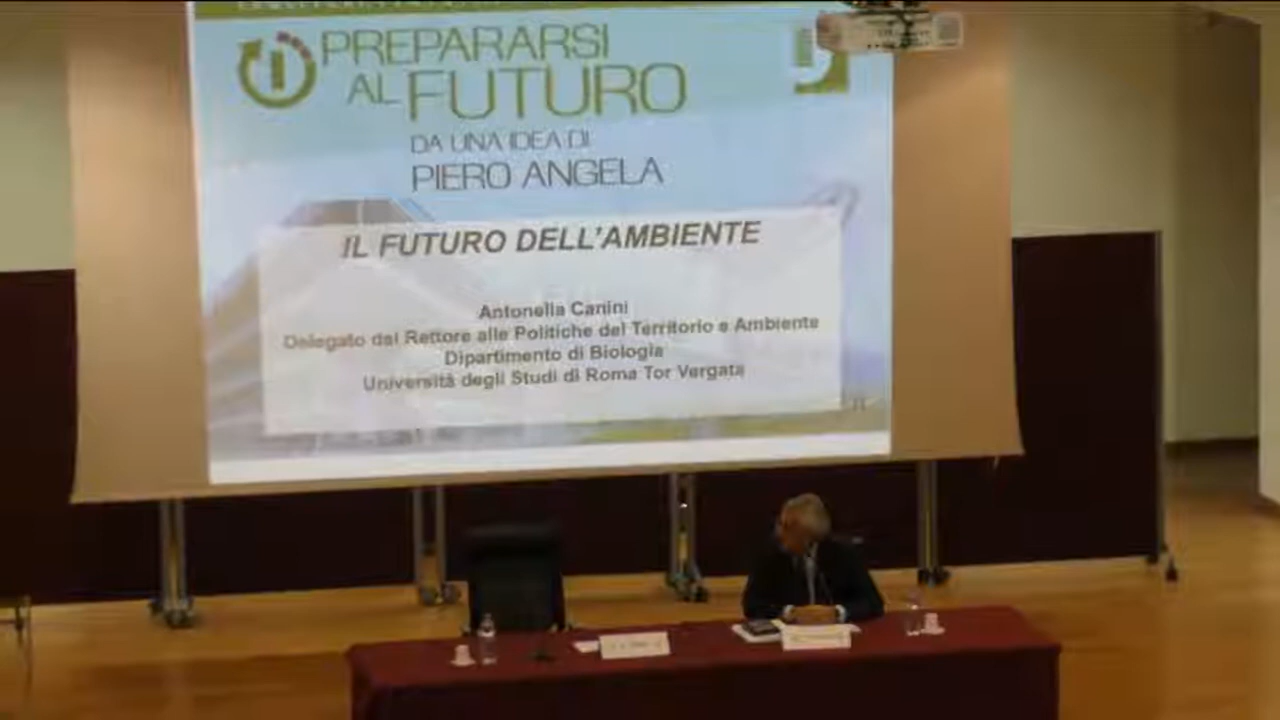 PREPARARSI
AL FUTURO
DA UNA IDEA DI
PIERO ANGELA
IL FUTURO DELL'AMBIENTE
Antonella Canini
Delegato del Rettore alle Politiche del Territorio e Ambiente
Dipartimento di Biologia
Università degli Studi di Roma Tor Vergata